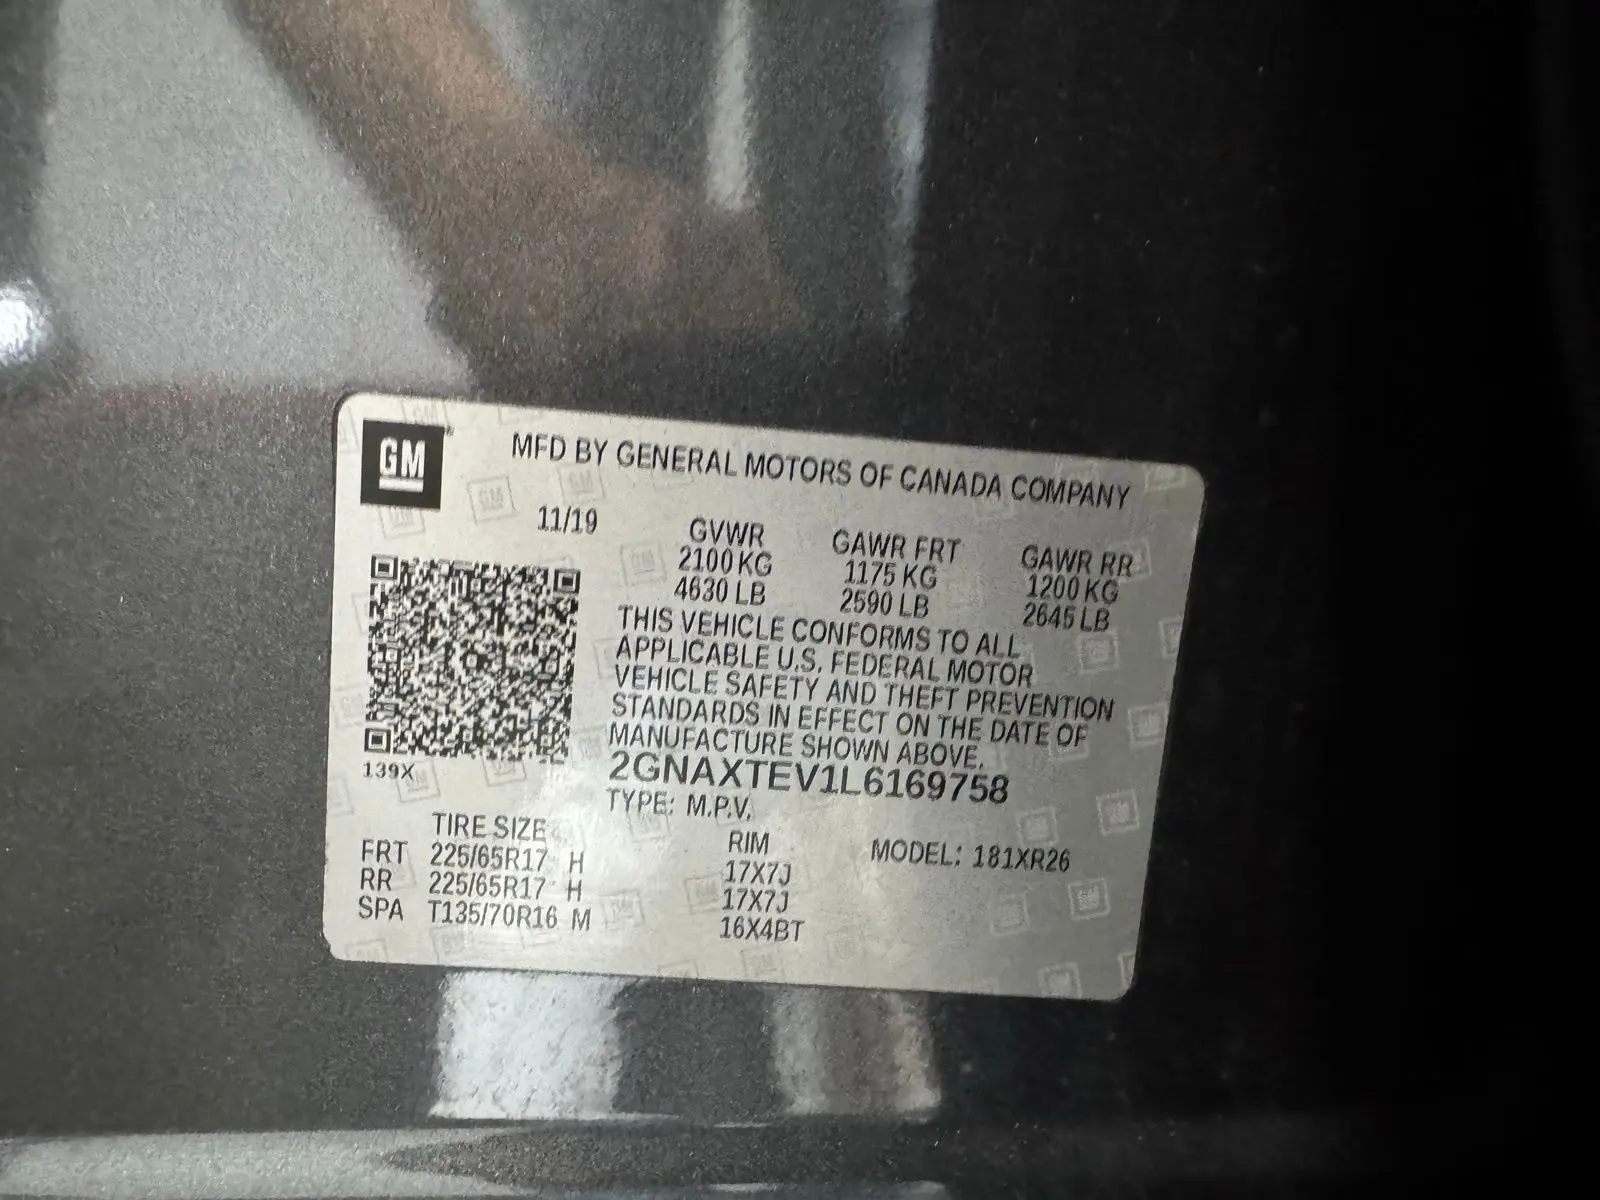 GM
MFD BY GENERAL MOTORS OF CANADA COMPANY
11/19
GVWR GAWR FRT GAWR RR
2100 KG 1175 KG 1200 KG
4630 LB 2590 LB 2645 LB
THIS VEHICLE CONFORMS TO ALL
APPLICABLE U.S. FEDERAL MOTOR
VEHICLE SAFETY AND THEFT PREVENTION
STANDARDS IN EFFECT ON THE DATE OF
MANUFACTURE SHOWN ABOVE.
139X
2GNAXTEV1L6169758
TYPE: M.P.V.
TIRE SIZE RIM MODEL: 181XR26
FRT 225/65R17 H 17X7J
RR 225/65R17 H 17X7J
SPA T135/70R16 M 16X4BT